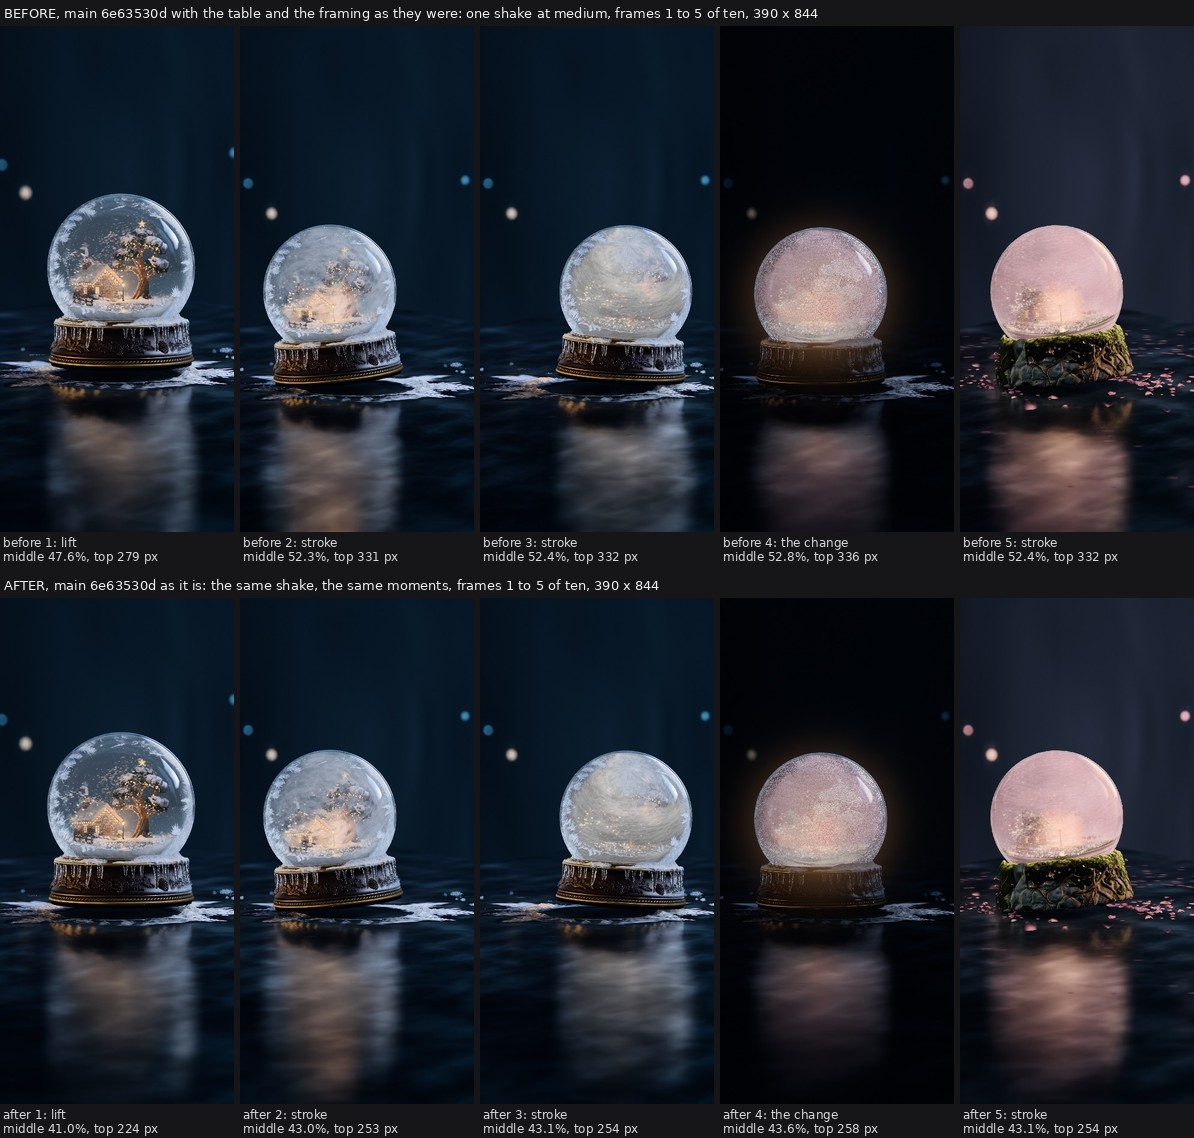 BEFORE, main 6e63530d with the table and the framing as they were: one shake at medium, frames 1 to 5 of ten, 390 x 844
before 1: lift
middle 47.6%, top 279 px
before 2: stroke
middle 52.3%, top 331 px
before 3: stroke
middle 52.4%, top 332 px
before 4: the change
middle 52.8%, top 336 px
before 5: stroke
middle 52.4%, top 332 px
AFTER, main 6e63530d as it is: the same shake, the same moments, frames 1 to 5 of ten, 390 x 844
after 1: lift
middle 41.0%, top 224 px
after 2: stroke
middle 43.0%, top 253 px
after 3: stroke
middle 43.1%, top 254 px
after 4: the change
middle 43.6%, top 258 px
after 5: stroke
middle 43.1%, top 254 px